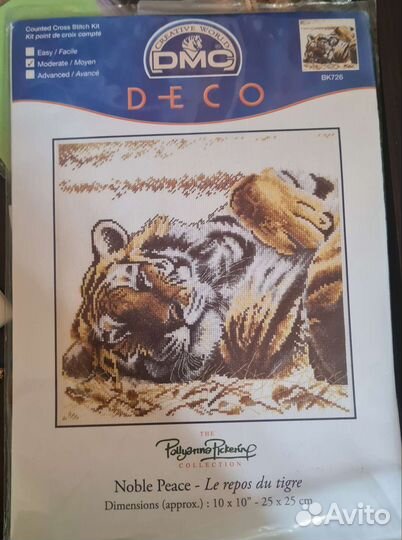 Counted Cross Stitch Kit
Kit point de croix compté
Easy / Facile
Moderate / Moyen
Advanced / Avancé
CREATIVE WORLD
DMC
BK726
DECO
THE
Pollyanna Pickering
COLLECTION
Noble Peace - Le repos du tigre
Dimensions (approx.) : 10 x 10" - 25 x 25 cm
Avito